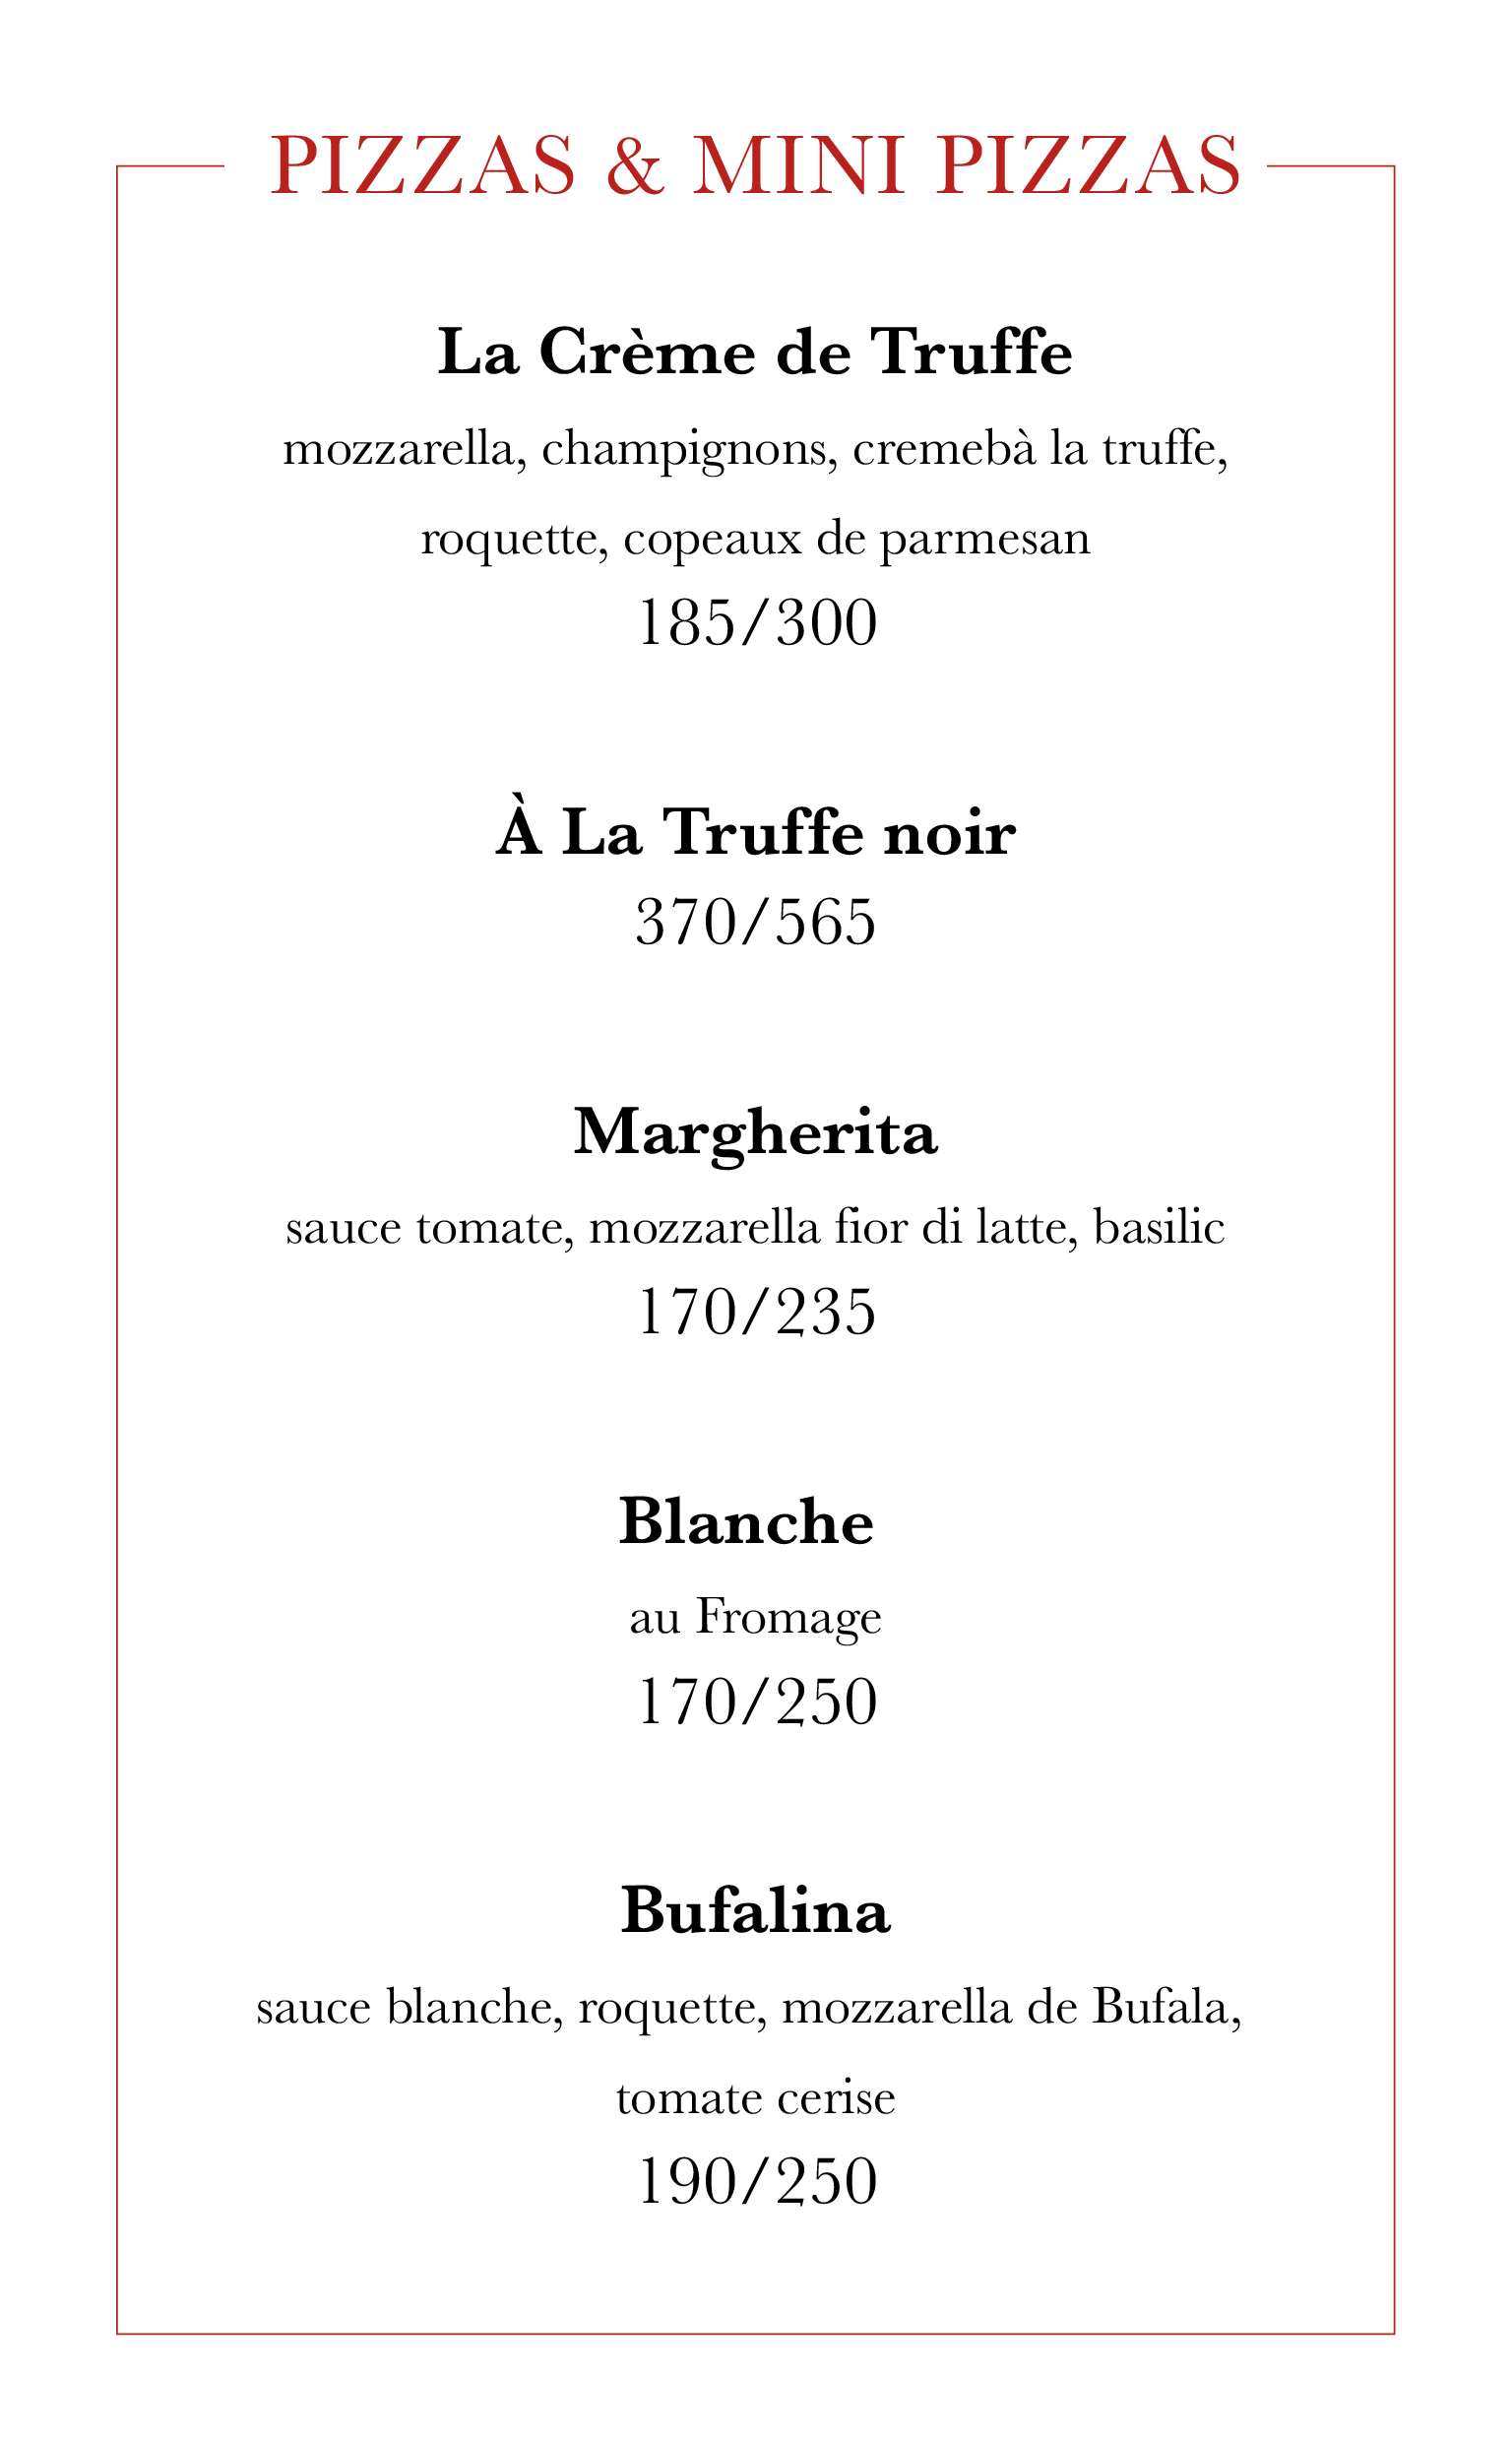 PIZZAS & MINI PIZZAS
La Crème de Truffe
mozzarella, champignons, cremebà la truffe,
roquette, copeaux de parmesan
185/300
À La Truffe noir
370/565
Margherita
sauce tomate, mozzarella fior di latte, basilic
170/235
Blanche
au Fromage
170/250
Bufalina
sauce blanche, roquette, mozzarella de Bufala,
tomate cerise
190/250